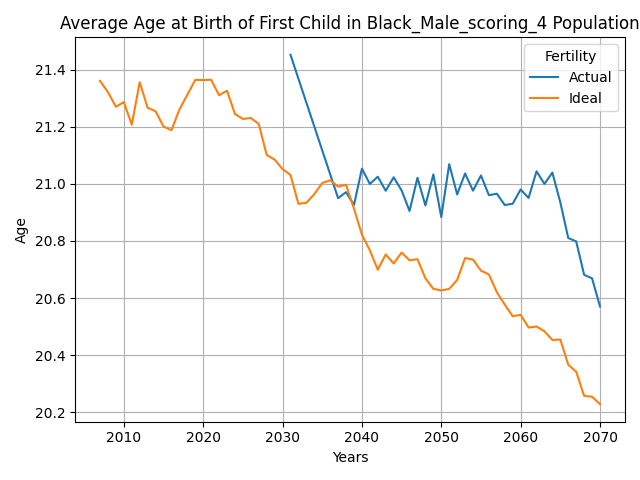 Average Age at Birth of First Child in Black_Male_scoring_4 Population
Fertility
Actual
Ideal
Age
21.4
21.2
21.0
20.8
20.6
20.4
20.2
2010 2020 2030 2040 2050 2060 2070
Years